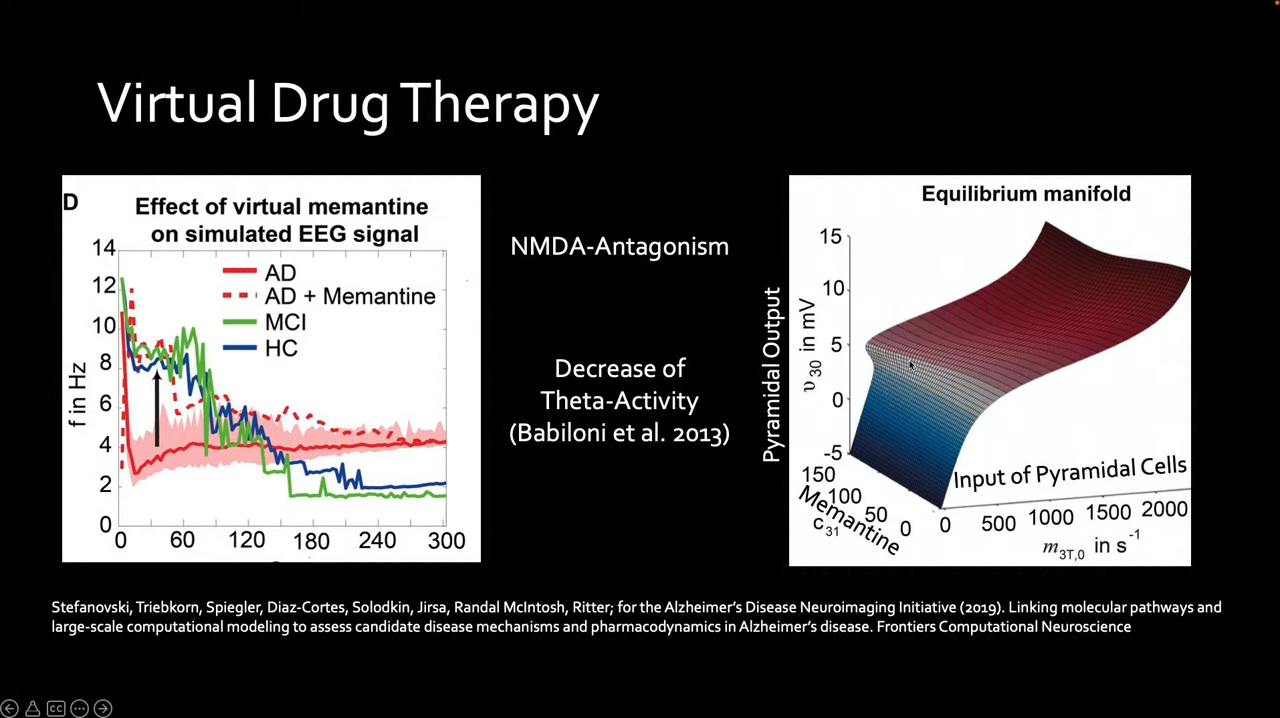 Virtual Drug Therapy
D
Effect of virtual memantine
on simulated EEG signal
14
12
10
8
6
4
2
0
f in Hz
AD
AD + Memantine
MCI
HC
0 60 120 180 240 300
NMDA-Antagonism
Decrease of
Theta-Activity
(Babiloni et al. 2013)
Equilibrium manifold
Pyramidal Output
υ30 in mV
15
10
5
0
-5
150
100
50
0
Memantine
c31
Input of Pyramidal Cells
0 500 1000 1500 2000
m3T,0 in s-1
Stefanovski, Triebkorn, Spiegler, Diaz-Cortes, Solodkin, Jirsa, Randal McIntosh, Ritter; for the Alzheimer's Disease Neuroimaging Initiative (2019). Linking molecular pathways and
large-scale computational modeling to assess candidate disease mechanisms and pharmacodynamics in Alzheimer's disease. Frontiers Computational Neuroscience
CC